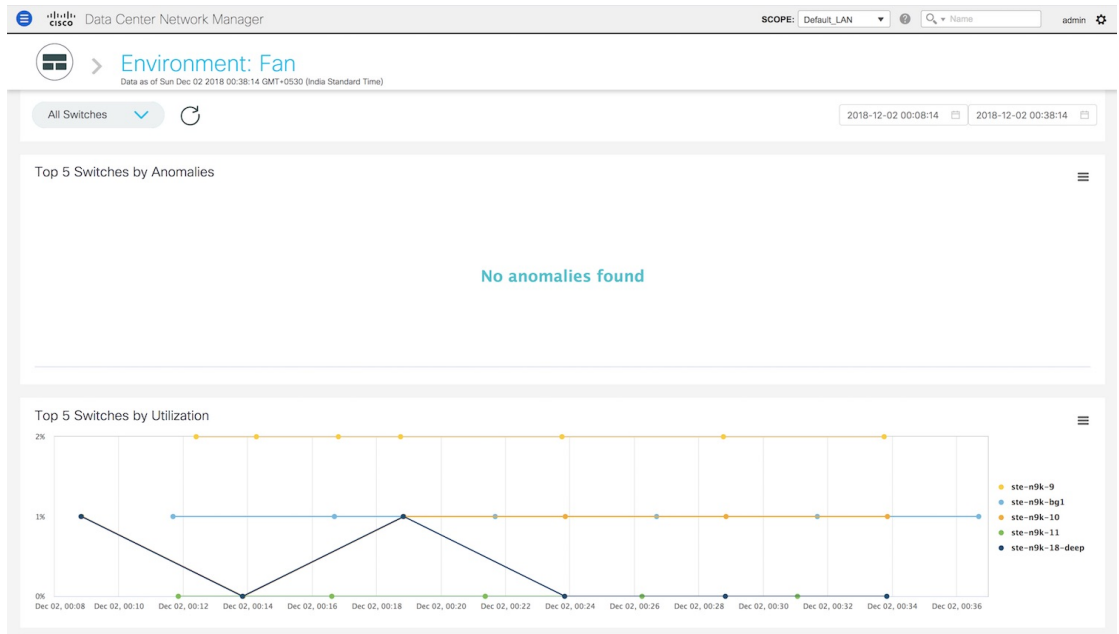 cisco Data Center Network Manager SCOPE: Default_LAN Name admin
Environment: Fan
Data as of Sun Dec 02 2018 00:38:14 GMT+0530 (India Standard Time)
All Switches 2018-12-02 00:08:14 2018-12-02 00:38:14
Top 5 Switches by Anomalies
No anomalies found
Top 5 Switches by Utilization
2%
1%
0%
ste-n9k-9
ste-n9k-bg1
ste-n9k-10
ste-n9k-11
ste-n9k-18-deep
Dec 02, 00:08 Dec 02, 00:10 Dec 02, 00:12 Dec 02, 00:14 Dec 02, 00:16 Dec 02, 00:18 Dec 02, 00:20 Dec 02, 00:22 Dec 02, 00:24 Dec 02, 00:26 Dec 02, 00:28 Dec 02, 00:30 Dec 02, 00:32 Dec 02, 00:34 Dec 02, 00:36